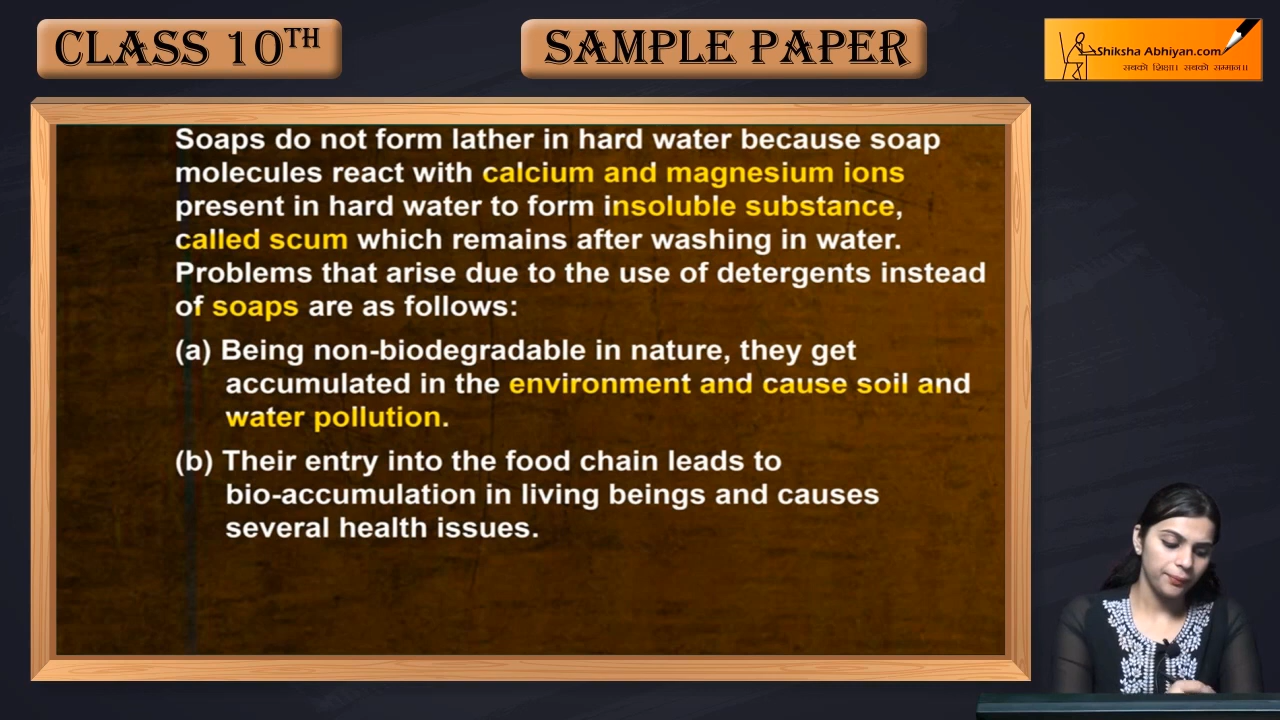 CLASS 10TH
SAMPLE PAPER
Shiksha Abhiyan.com
सबको शिक्षा। सबको सम्मान।।
Soaps do not form lather in hard water because soap
molecules react with calcium and magnesium ions
present in hard water to form insoluble substance,
called scum which remains after washing in water.
Problems that arise due to the use of detergents instead
of soaps are as follows:
(a) Being non-biodegradable in nature, they get
accumulated in the environment and cause soil and
water pollution.
(b) Their entry into the food chain leads to
bio-accumulation in living beings and causes
several health issues.